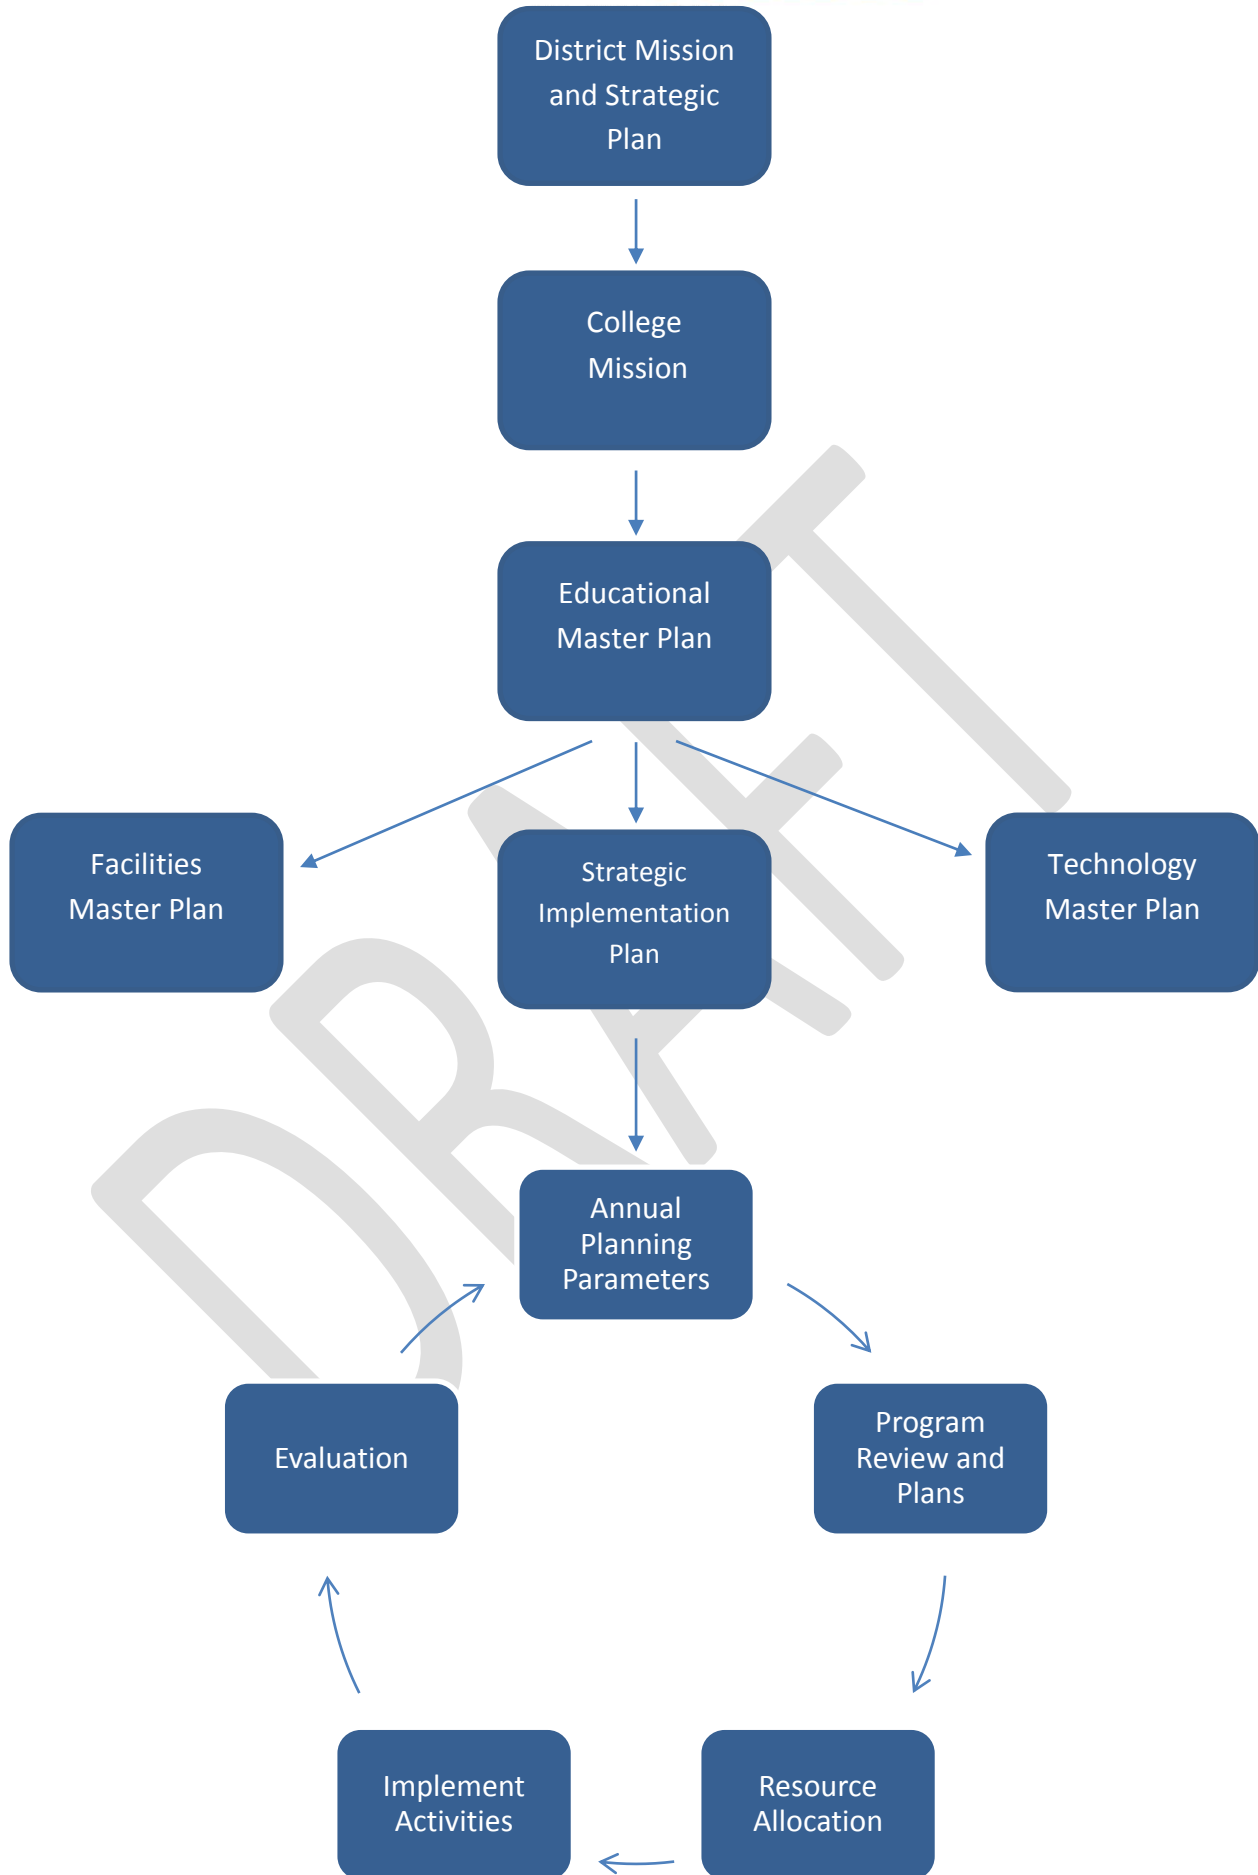 District Mission
and Strategic
Plan
College
Mission
Educational
Master Plan
Facilities
Master Plan
Strategic
Implementation
Plan
Technology
Master Plan
DRAFT
Annual
Planning
Parameters
Evaluation
Program
Review and
Plans
Implement
Activities
Resource
Allocation